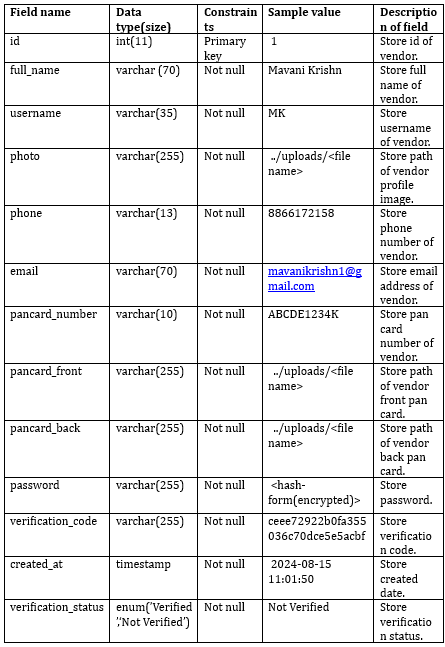 Field name Data type(size) Constrain ts Sample value Descriptio n of field
id int(11) Primary key 1 Store id of vendor.
full_name varchar (70) Not null Mavani Krishn Store full name of vendor.
username varchar(35) Not null MK Store username of vendor.
photo varchar(255) Not null ../uploads/<file name> Store path of vendor profile image.
phone varchar(13) Not null 8866172158 Store phone number of vendor.
email varchar(70) Not null mavanikrishn1@g mail.com Store email address of vendor.
pancard_number varchar(10) Not null ABCDE1234K Store pan card number of vendor.
pancard_front varchar(255) Not null ../uploads/<file name> Store path of vendor front pan card.
pancard_back varchar(255) Not null ../uploads/<file name> Store path of vendor back pan card.
password varchar(255) Not null <hash- form(encrypted)> Store password.
verification_code varchar(255) Not null ceee72922b0fa355 036c70dce5e5acbf Store verificatio n code.
created_at timestamp Not null 2024-08-15 11:01:50 Store created date.
verification_status enum('Verified ','Not Verified') Not null Not Verified Store verificatio n status.